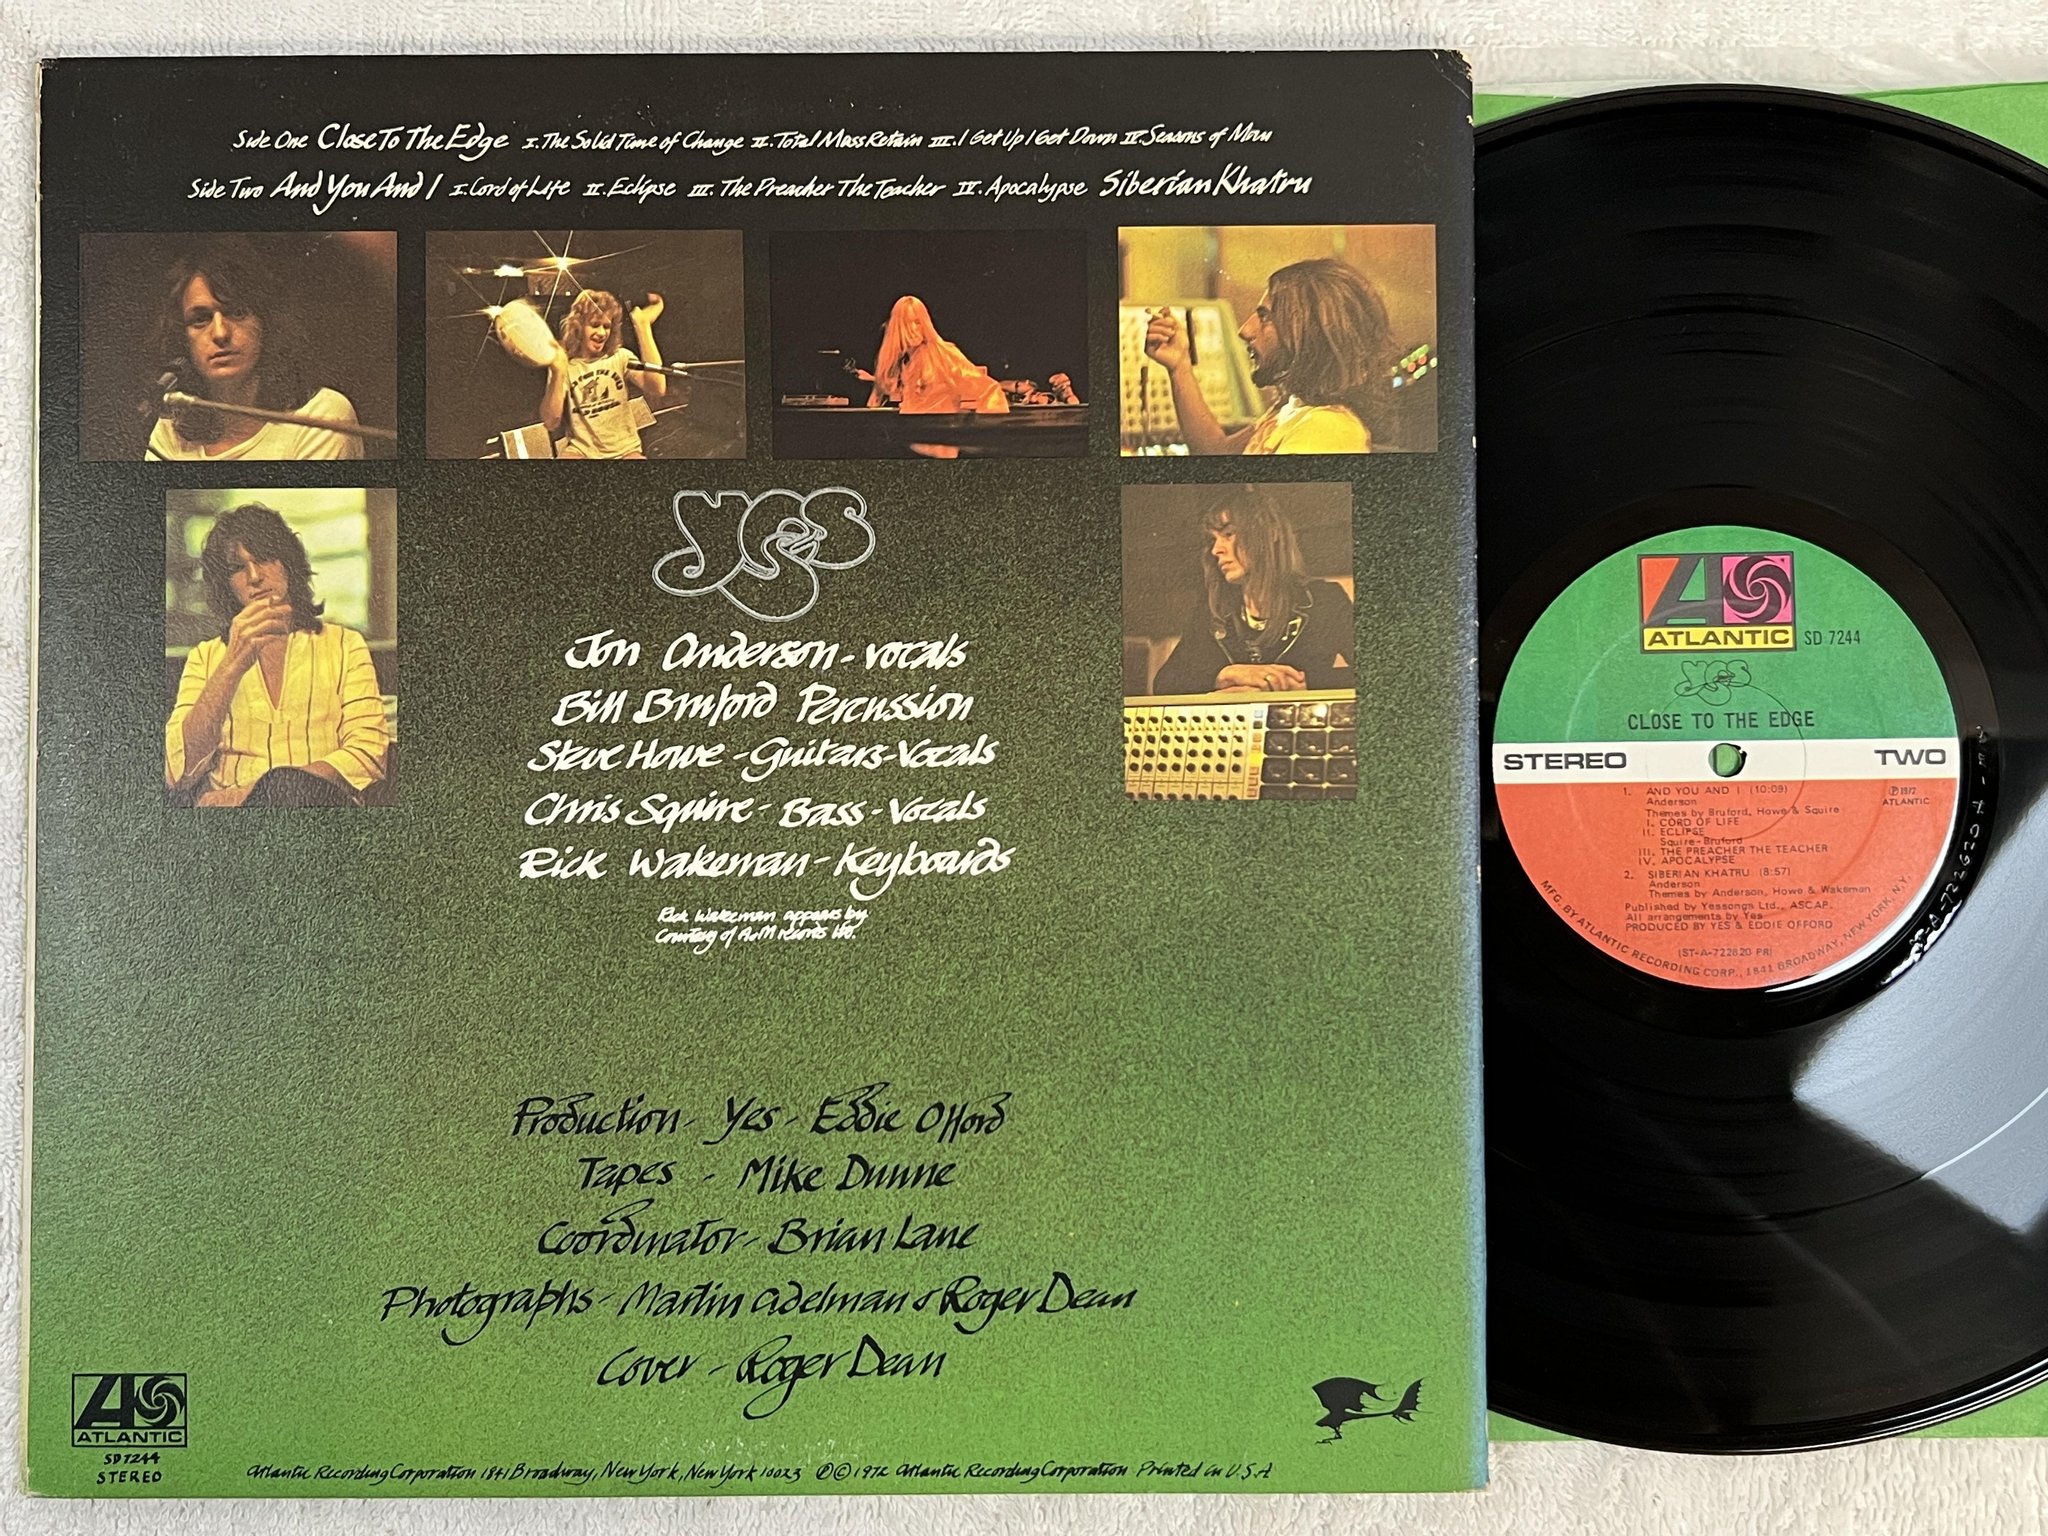 Side One Close To The Edge I. The Solid Time of Change II. Total Mass Retain III. I Get Up I Get Down IV. Seasons of Man
Side Two And You And I I. Cord of Life II. Eclipse III. The Preacher The Teacher IV. Apocalypse Siberian Khatru
yes
Jon Anderson - vocals
Bill Bruford Percussion
Steve Howe - Guitars - Vocals
Chris Squire - Bass - Vocals
Rick Wakeman - Keyboards
Rick Wakeman appears by
Courtesy of A&M records ltd.
Production - Yes - Eddie Offord
Tapes - Mike Dunne
Coordinator - Brian Lane
Photographs - Martin Adelman & Roger Dean
Cover - Roger Dean
ATLANTIC
SD 7244
STEREO
Atlantic Recording Corporation 1841 Broadway, New York, New York 10023 ℗ © 1972 Atlantic Recording Corporation Printed in U.S.A
ATLANTIC
SD 7244
yes
CLOSE TO THE EDGE
STEREO TWO
℗ 1972
ATLANTIC
1. AND YOU AND I (10:09)
Anderson
Themes by Bruford, Howe & Squire
I. CORD OF LIFE
II. ECLIPSE
Squire-Bruford
III. THE PREACHER THE TEACHER
IV. APOCALYPSE
2. SIBERIAN KHATRU (8:57)
Anderson
Themes by Anderson, Howe & Wakeman
Published by Yessongs Ltd., ASCAP.
All arrangements by Yes
PRODUCED BY YES & EDDIE OFFORD
(ST-A-722820 PR)
MFG. BY ATLANTIC RECORDING CORP., 1841 BROADWAY, NEW YORK, N.Y.